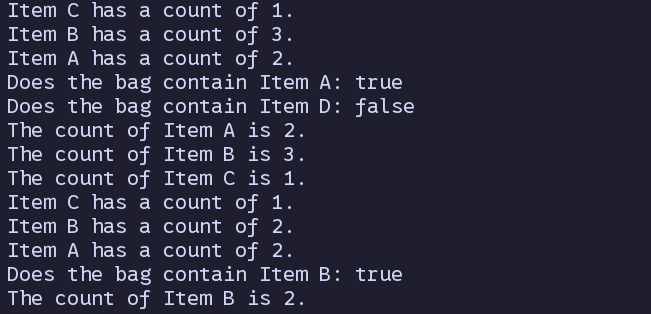 Item C has a count of 1.
Item B has a count of 3.
Item A has a count of 2.
Does the bag contain Item A: true
Does the bag contain Item D: false
The count of Item A is 2.
The count of Item B is 3.
The count of Item C is 1.
Item C has a count of 1.
Item B has a count of 2.
Item A has a count of 2.
Does the bag contain Item B: true
The count of Item B is 2.